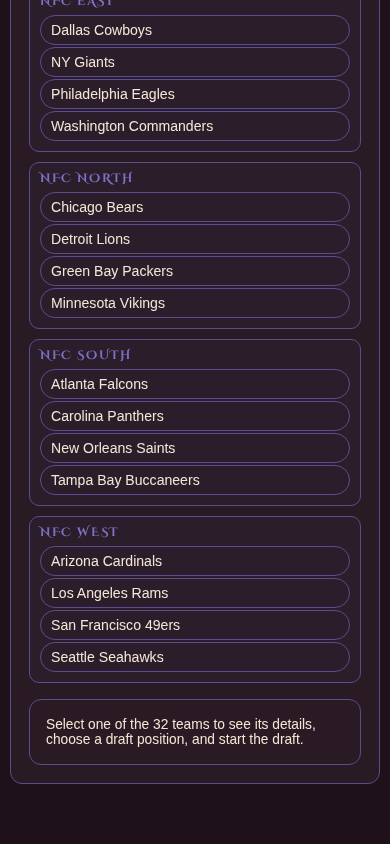 NFC EAST
Dallas Cowboys
NY Giants
Philadelphia Eagles
Washington Commanders
NFC NORTH
Chicago Bears
Detroit Lions
Green Bay Packers
Minnesota Vikings
NFC SOUTH
Atlanta Falcons
Carolina Panthers
New Orleans Saints
Tampa Bay Buccaneers
NFC WEST
Arizona Cardinals
Los Angeles Rams
San Francisco 49ers
Seattle Seahawks
Select one of the 32 teams to see its details,
choose a draft position, and start the draft.